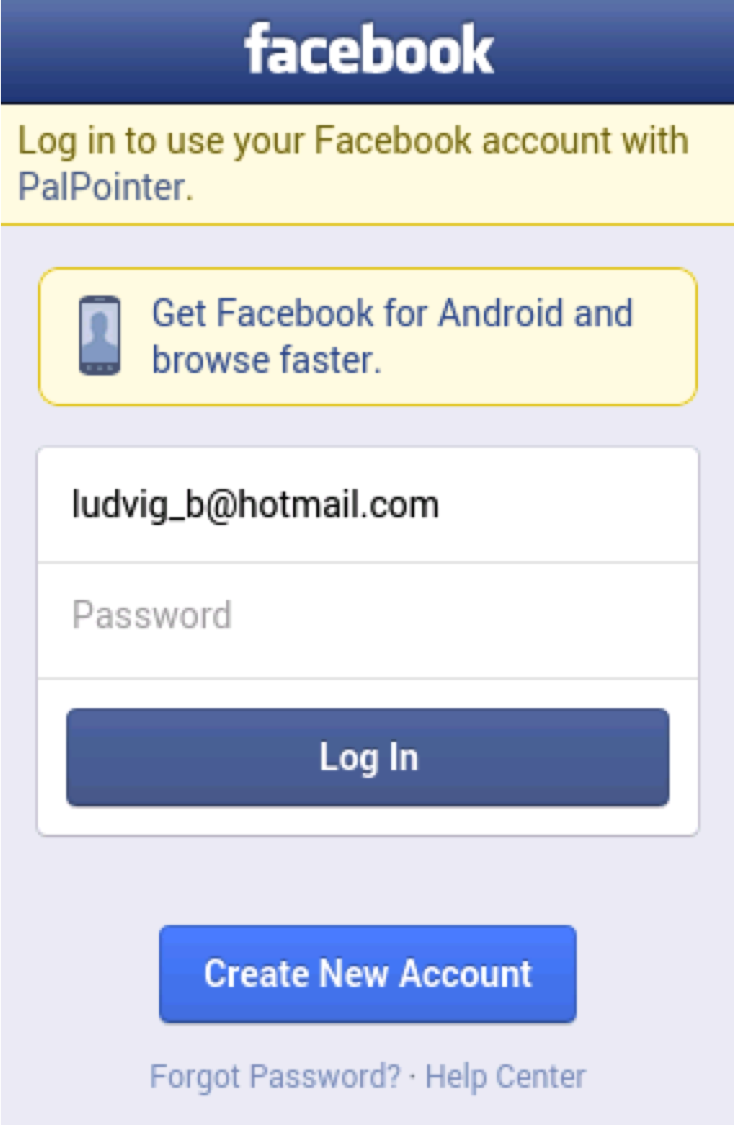 facebook
Log in to use your Facebook account with
PalPointer.
Get Facebook for Android and
browse faster.
ludvig_b@hotmail.com
Password
Log In
Create New Account
Forgot Password? · Help Center